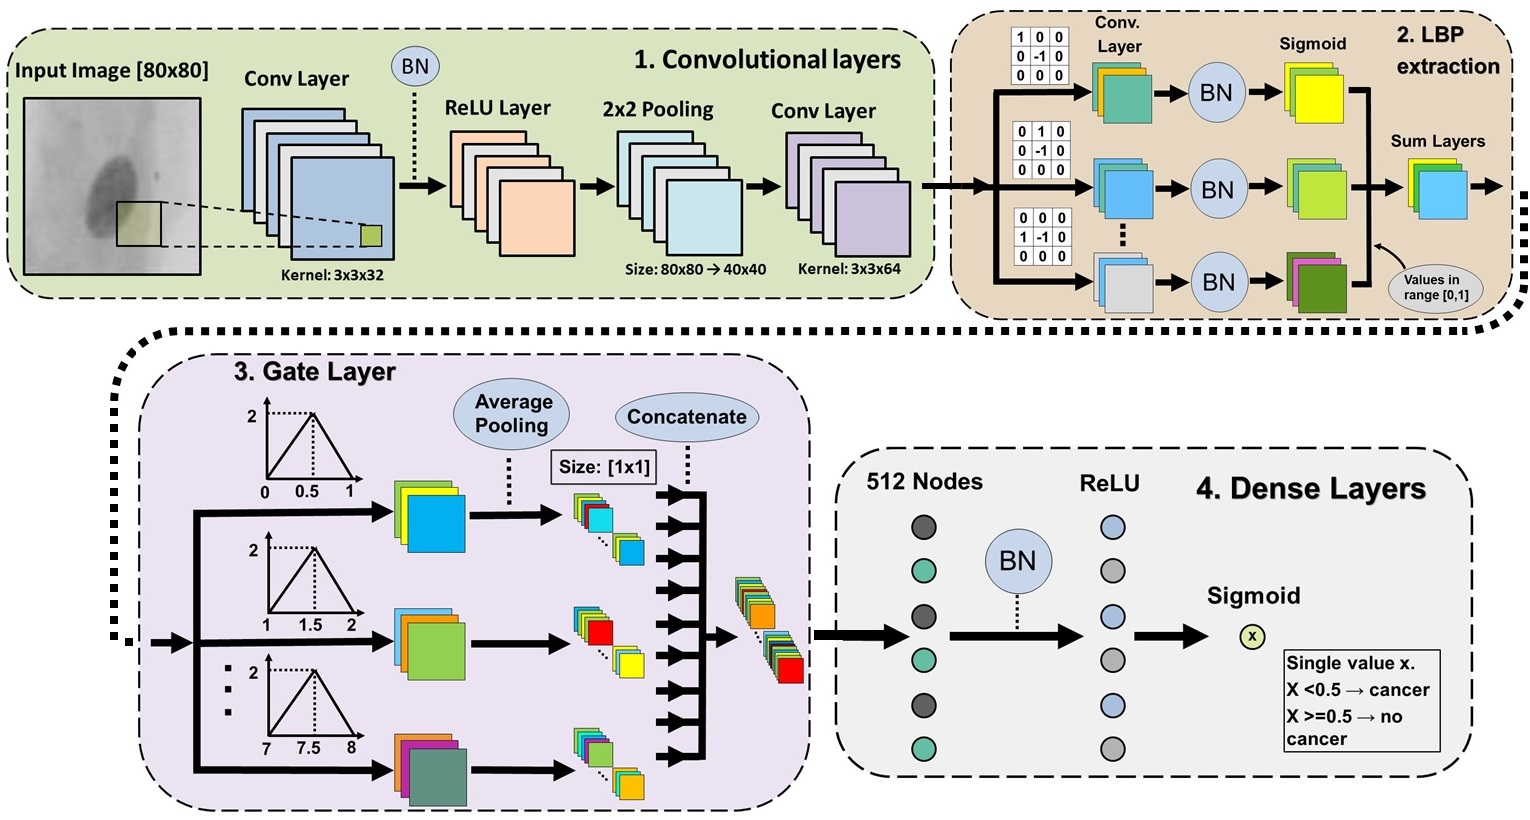 1. Convolutional layers
Input Image [80x80]
Conv Layer
BN
ReLU Layer
2x2 Pooling
Conv Layer
Kernel: 3x3x32
Size: 80x80 → 40x40
Kernel: 3x3x64
2. LBP
extraction
1 0 0
0 -1 0
0 0 0
Conv.
Layer
BN
Sigmoid
0 1 0
0 -1 0
0 0 0
BN
Sum Layers
0 0 0
1 -1 0
0 0 0
BN
Values in
range [0,1]
3. Gate Layer
2
0 0.5 1
Average
Pooling
Concatenate
Size: [1x1]
2
1 1.5 2
2
7 7.5 8
4. Dense Layers
512 Nodes
BN
ReLU
Sigmoid
x
Single value x.
X <0.5 → cancer
X >=0.5 → no
cancer